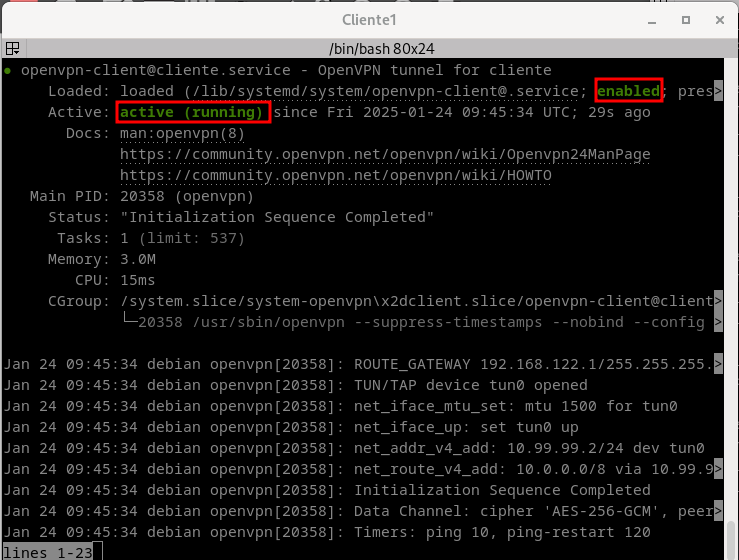 Cliente1
/bin/bash 80x24
● openvpn-client@cliente.service - OpenVPN tunnel for cliente
Loaded: loaded (/lib/systemd/system/openvpn-client@.service; enabled; pres>
Active: active (running) since Fri 2025-01-24 09:45:34 UTC; 29s ago
Docs: man:openvpn(8)
https://community.openvpn.net/openvpn/wiki/Openvpn24ManPage
https://community.openvpn.net/openvpn/wiki/HOWTO
Main PID: 20358 (openvpn)
Status: "Initialization Sequence Completed"
Tasks: 1 (limit: 537)
Memory: 3.0M
CPU: 15ms
CGroup: /system.slice/system-openvpn\x2dclient.slice/openvpn-client@client>
└─20358 /usr/sbin/openvpn --suppress-timestamps --nobind --config >
Jan 24 09:45:34 debian openvpn[20358]: ROUTE_GATEWAY 192.168.122.1/255.255.255.>
Jan 24 09:45:34 debian openvpn[20358]: TUN/TAP device tun0 opened
Jan 24 09:45:34 debian openvpn[20358]: net_iface_mtu_set: mtu 1500 for tun0
Jan 24 09:45:34 debian openvpn[20358]: net_iface_up: set tun0 up
Jan 24 09:45:34 debian openvpn[20358]: net_addr_v4_add: 10.99.99.2/24 dev tun0
Jan 24 09:45:34 debian openvpn[20358]: net_route_v4_add: 10.0.0.0/8 via 10.99.9>
Jan 24 09:45:34 debian openvpn[20358]: Initialization Sequence Completed
Jan 24 09:45:34 debian openvpn[20358]: Data Channel: cipher 'AES-256-GCM', peer>
Jan 24 09:45:34 debian openvpn[20358]: Timers: ping 10, ping-restart 120
lines 1-23